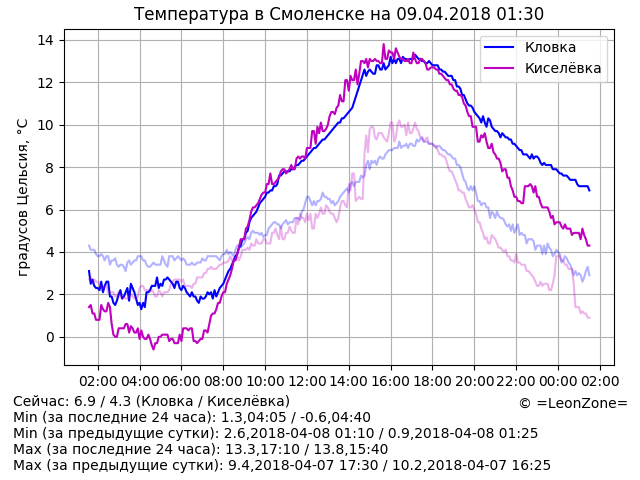 Температура в Смоленске на 09.04.2018 01:30
градусов Цельсия, °C
14
12
10
8
6
4
2
0
Кловка
Киселёвка
02:00 04:00 06:00 08:00 10:00 12:00 14:00 16:00 18:00 20:00 22:00 00:00 02:00
Сейчас: 6.9 / 4.3 (Кловка / Киселёвка)
© =LeonZone=
Min (за последние 24 часа): 1.3,04:05 / -0.6,04:40
Min (за предыдущие сутки): 2.6,2018-04-08 01:10 / 0.9,2018-04-08 01:25
Max (за последние 24 часа): 13.3,17:10 / 13.8,15:40
Max (за предыдущие сутки): 9.4,2018-04-07 17:30 / 10.2,2018-04-07 16:25